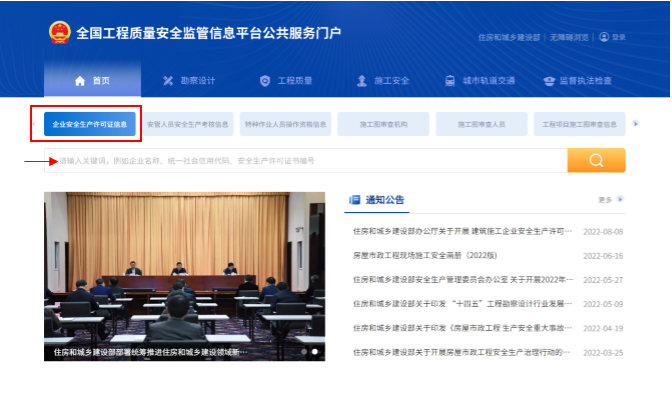 全国工程质量安全监管信息平台公共服务门户
住房和城乡建设部 | 无障碍浏览 | 登录
首页 勘察设计 工程质量 施工安全 城市轨道交通 监督执法检查
企业安全生产许可证信息 安管人员安全生产考核信息 特种作业人员操作资格信息 施工图审查机构 施工图审查人员 工程项目施工图审查信息
请输入关键词，例如企业名称、统一社会信用代码、安全生产许可证书编号
通知公告 更多
住房和城乡建设部办公厅关于开展 建筑施工企业安全生产许可… 2022-08-08
房屋市政工程现场施工安全画册（2022版） 2022-06-16
住房和城乡建设部安全生产管理委员会办公室 关于开展2022年… 2022-05-27
住房和城乡建设部关于印发 “十四五”工程勘察设计行业发展… 2022-05-09
住房和城乡建设部关于印发《房屋市政工程 生产安全重大事故… 2022-04-19
住房和城乡建设部关于开展房屋市政工程安全生产治理行动的… 2022-03-25
住房和城乡建设部部署统筹推进住房和城乡建设领域新…